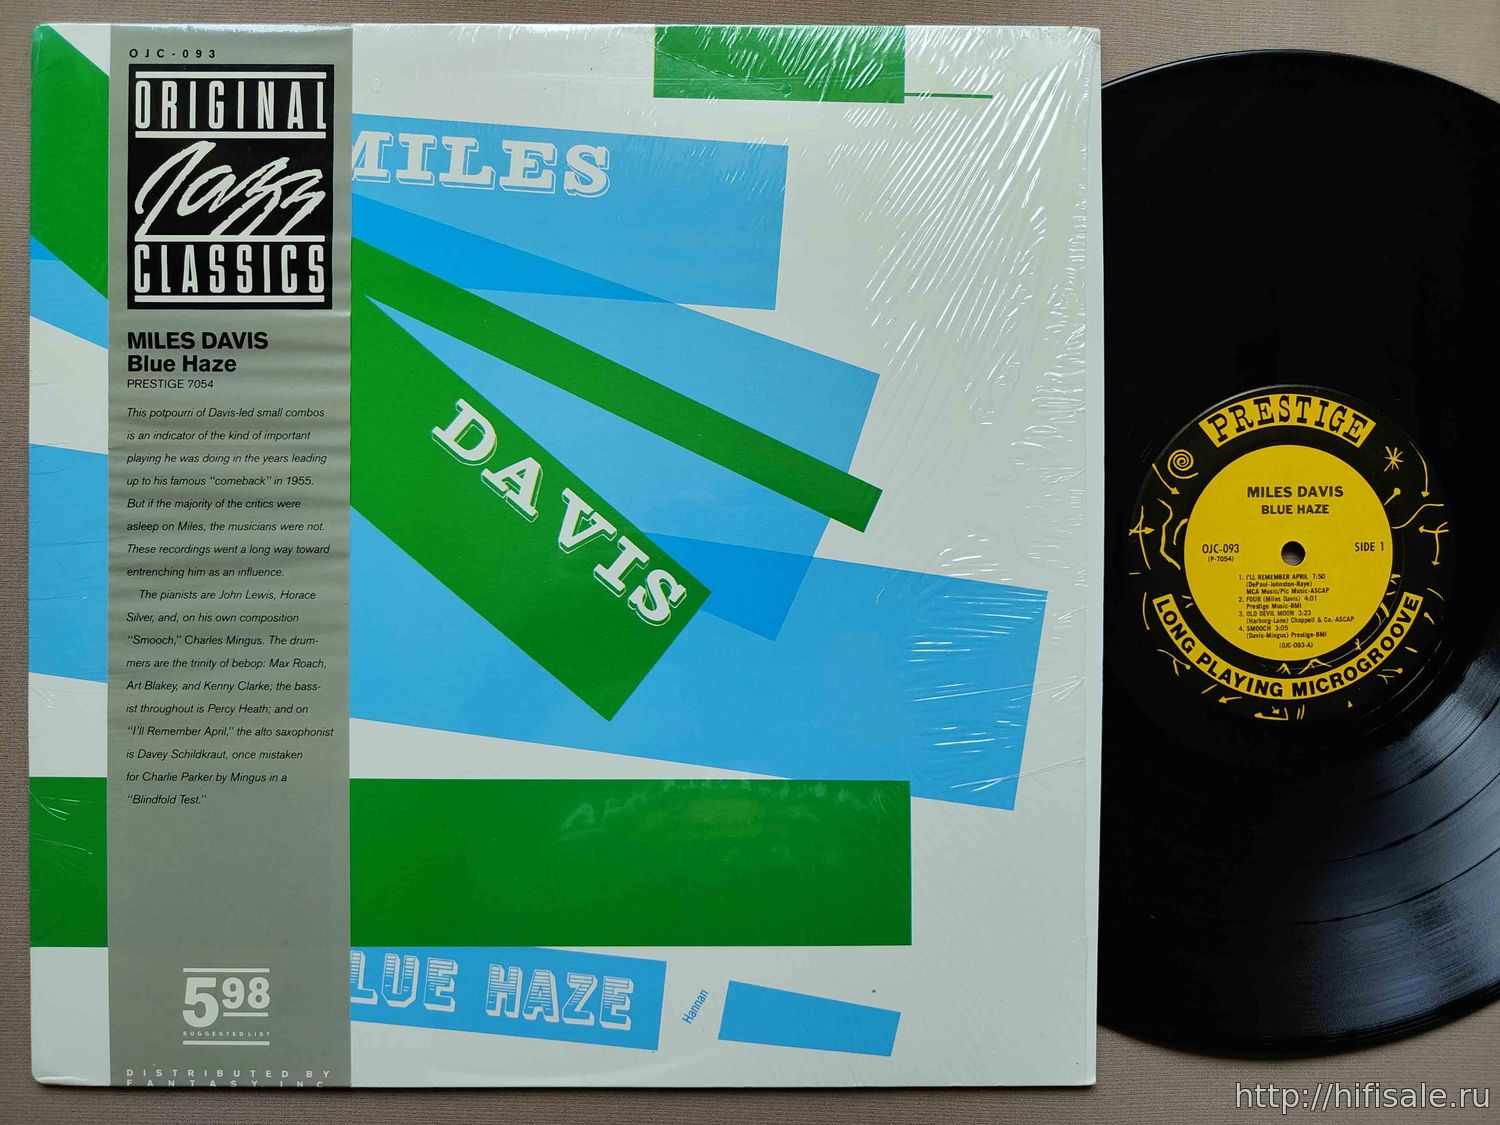 OJC-093
ORIGINAL
Jazz
CLASSICS
MILES DAVIS
Blue Haze
PRESTIGE 7054
This potpourri of Davis-led small combos
is an indicator of the kind of important
playing he was doing in the years leading
up to his famous "comeback" in 1955.
But if the majority of the critics were
asleep on Miles, the musicians were not.
These recordings went a long way toward
entrenching him as an influence.
The pianists are John Lewis, Horace
Silver, and, on his own composition
"Smooch," Charles Mingus. The drum-
mers are the trinity of bebop: Max Roach,
Art Blakey, and Kenny Clarke; the bass-
ist throughout is Percy Heath; and on
"I'll Remember April," the alto saxophonist
is Davey Schildkraut, once mistaken
for Charlie Parker by Mingus in a
"Blindfold Test."
5.98
SUGGESTED LIST
DISTRIBUTED BY
FANTASY, INC
MILES
DAVIS
LUE HAZE
Hannan
PRESTIGE
MILES DAVIS
BLUE HAZE
OJC-093
(P-7054)
SIDE 1
1. I'LL REMEMBER APRIL 7:50
(DePaul-Johnston-Raye)
MCA Music/Pic Music-ASCAP
2. FOUR (Miles Davis) 4:01
Prestige Music-BMI
3. OLD DEVIL MOON 3:23
(Harburg-Lane) Chappell & Co.-ASCAP
4. SMOOCH 3:05
(Davis-Mingus) Prestige-BMI
(OJC-093-A)
LONG PLAYING MICROGROOVE
http://hifisale.ru